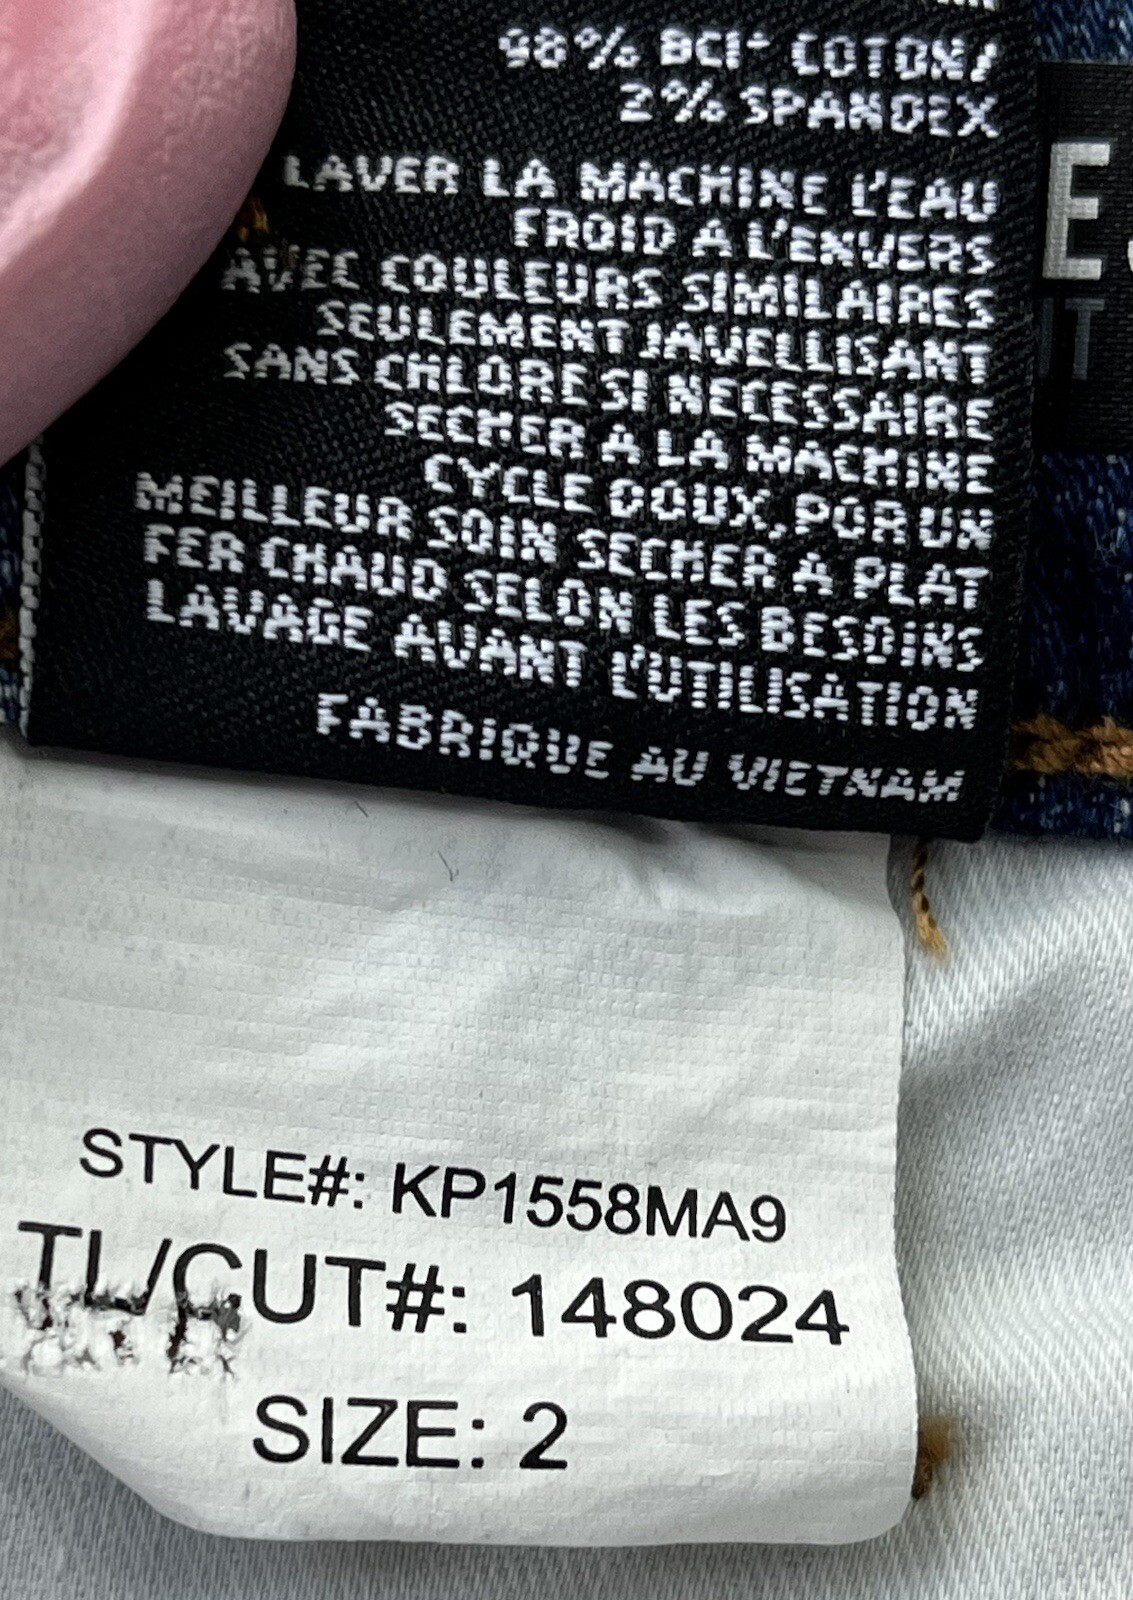 98% BCI* COTON/
2% SPANDEX
LAVER LA MACHINE L'EAU
FROID A L'ENVERS
AVEC COULEURS SIMILAIRES
SEULEMENT JAVELLISANT
SANS CHLORE SI NECESSAIRE
SECHER A LA MACHINE
CYCLE DOUX, POR UN
MEILLEUR SOIN SECHER A PLAT
FER CHAUD SELON LES BESOINS
LAVAGE AVANT L'UTILISATION
FABRIQUE AU VIETNAM
STYLE#: KP1558MA9
TL/CUT#: 148024
SIZE: 2